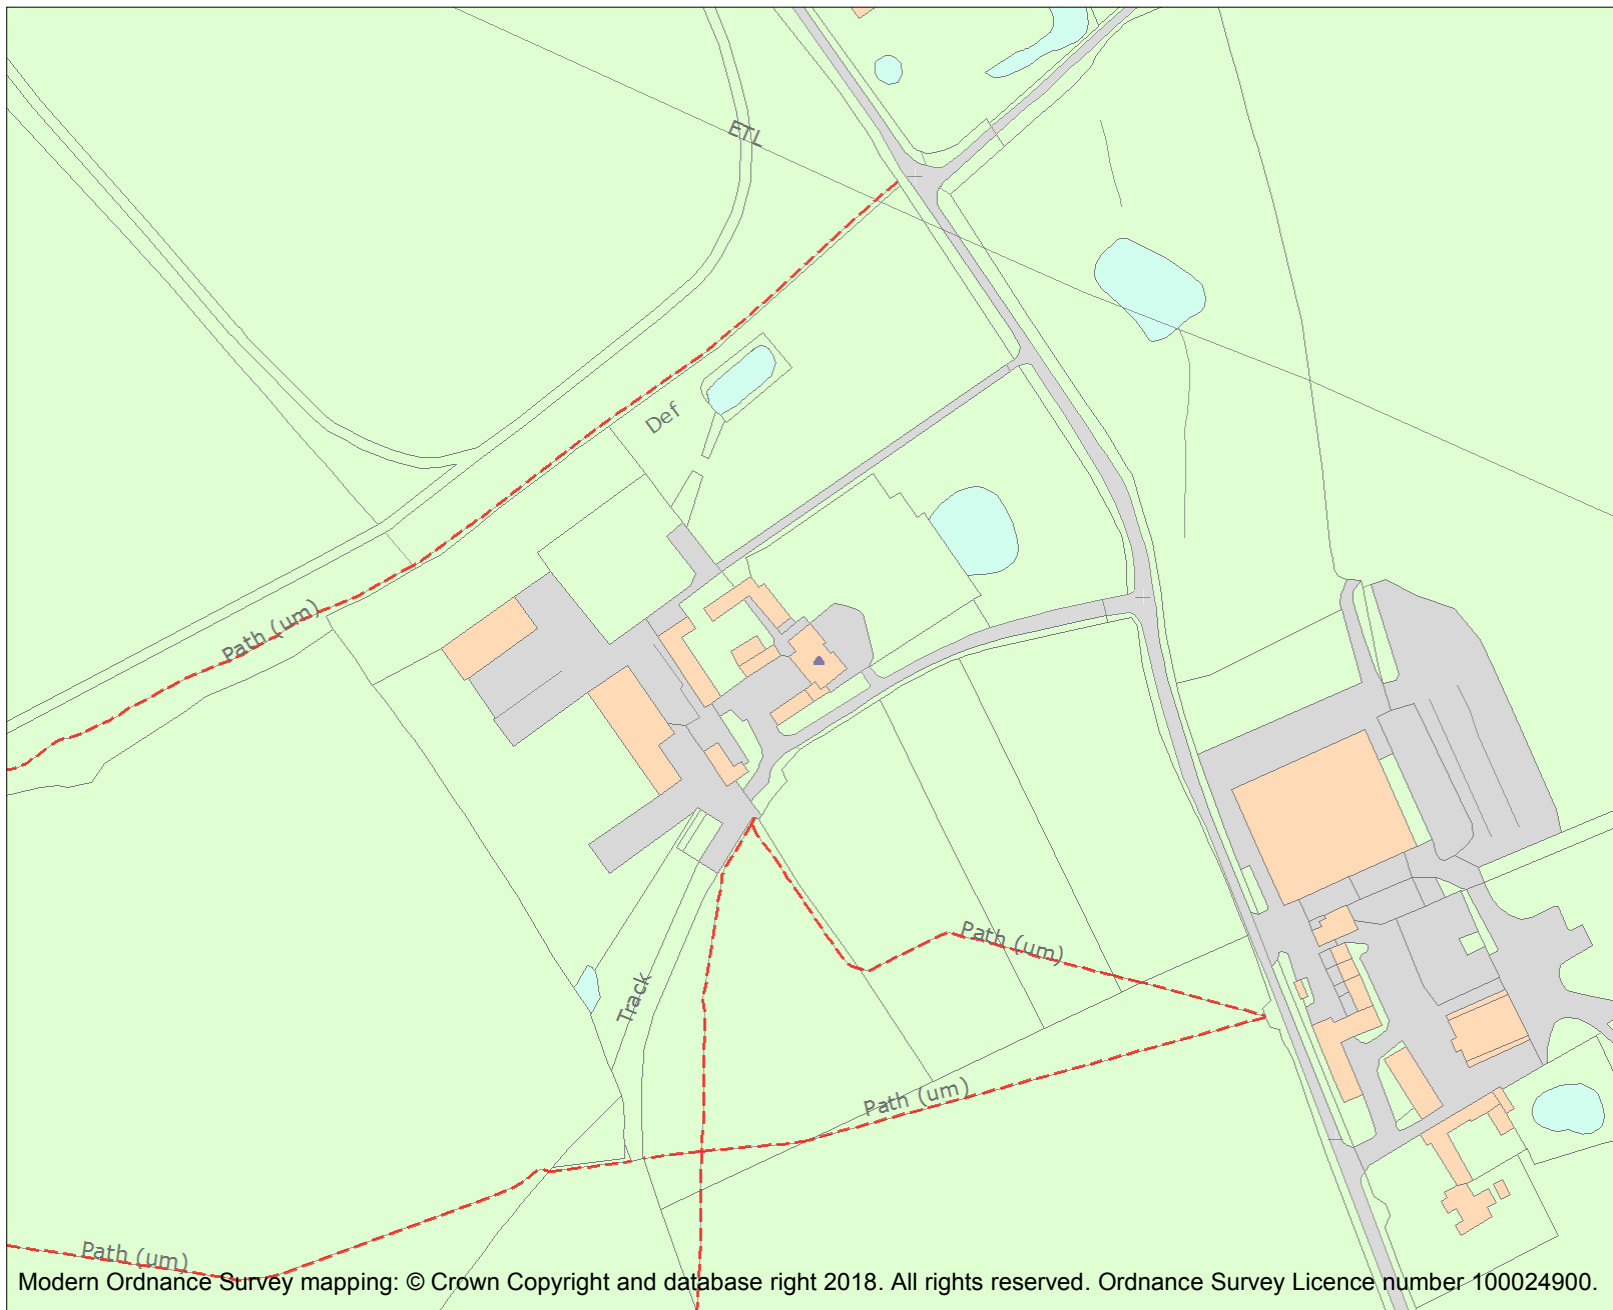 ETL
Def
Path (um)
Path (um)
Track
Path (um)
Path (um)
Modern Ordnance Survey mapping: © Crown Copyright and database right 2018. All rights reserved. Ordnance Survey Licence number 100024900.